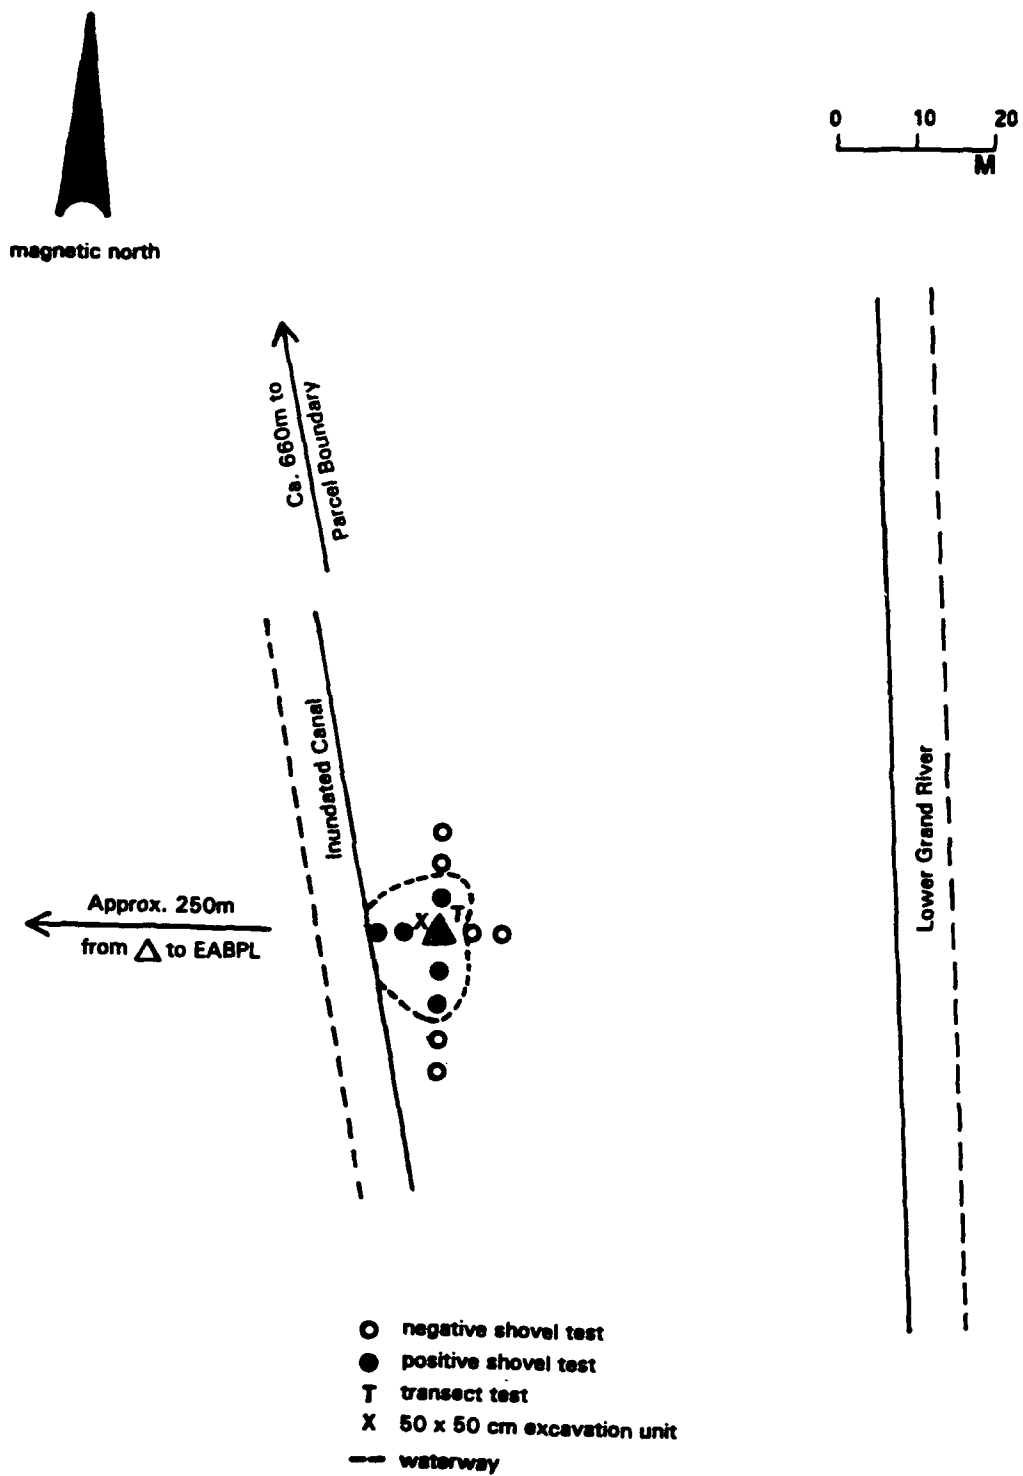 0 10 20
M
magnetic north
Ca. 660m to
Parcel Boundary
Inundated Canal
Lower Grand River
Approx. 250m
from △ to EABPL
X T
negative shovel test
positive shovel test
T transect test
X 50 x 50 cm excavation unit
waterway